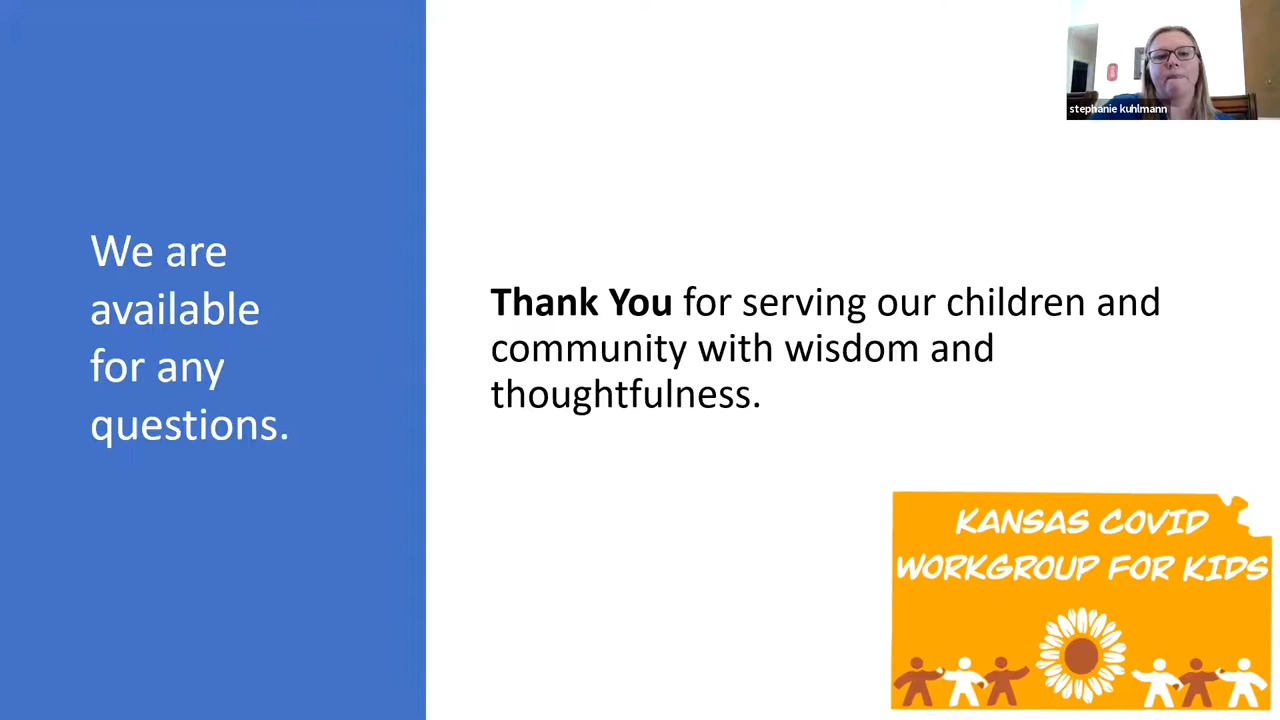 stephanie kuhlmann
We are
available
for any
questions.
Thank You for serving our children and
community with wisdom and
thoughtfulness.
KANSAS COVID
WORKGROUP FOR KIDS